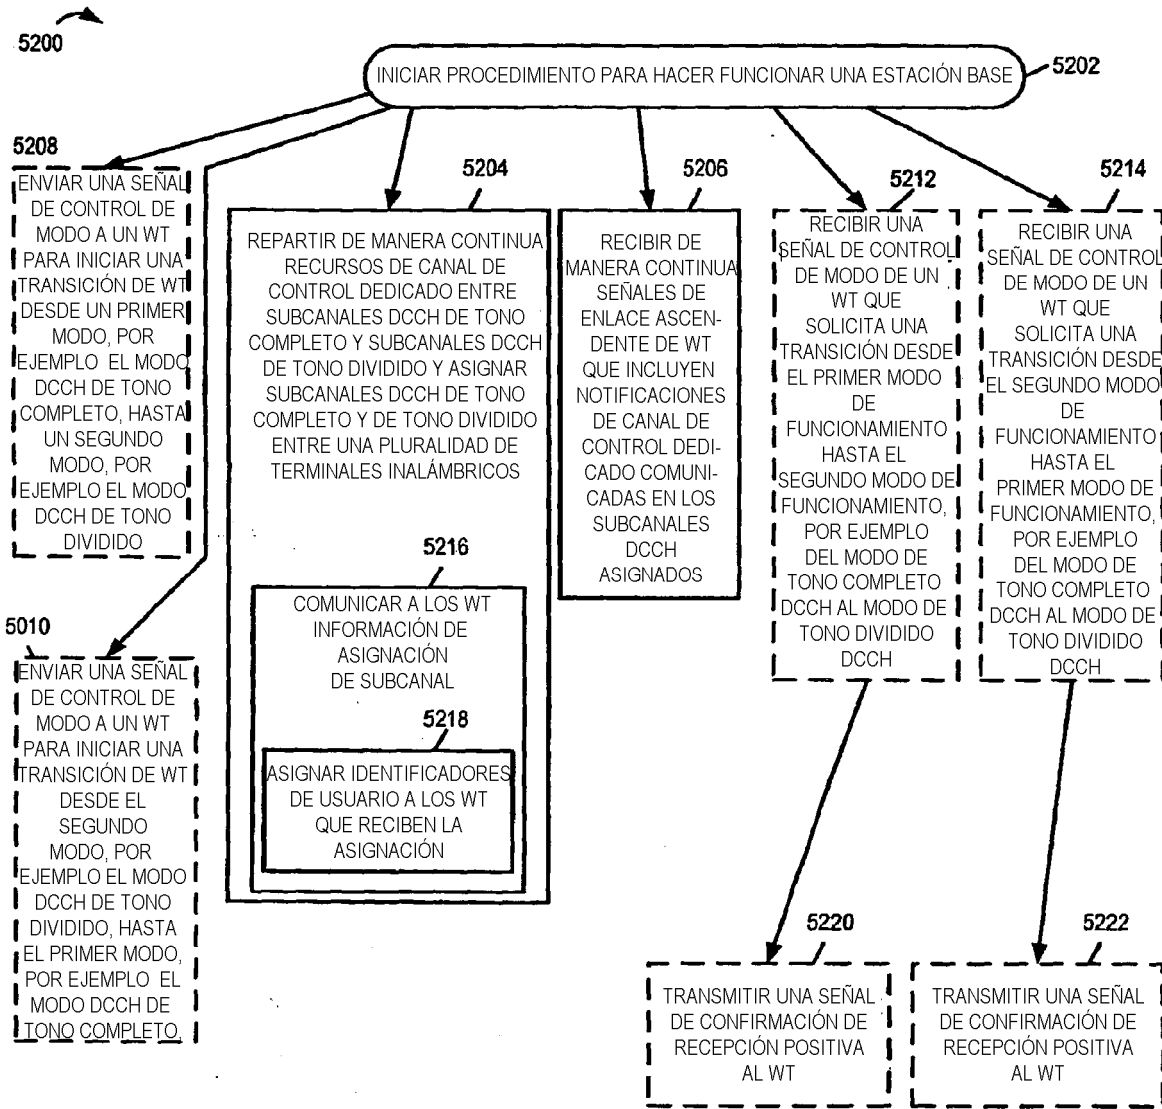 5200
INICIAR PROCEDIMIENTO PARA HACER FUNCIONAR UNA ESTACIÓN BASE
5202
5208
ENVIAR UNA SEÑAL
DE CONTROL DE
MODO A UN WT
PARA INICIAR UNA
TRANSICIÓN DE WT
DESDE UN PRIMER
MODO, POR
EJEMPLO EL MODO
DCCH DE TONO
COMPLETO, HASTA
UN SEGUNDO
MODO, POR
EJEMPLO EL MODO
DCCH DE TONO
DIVIDIDO
5010
ENVIAR UNA SEÑAL
DE CONTROL DE
MODO A UN WT
PARA INICIAR UNA
TRANSICIÓN DE WT
DESDE EL
SEGUNDO
MODO, POR
EJEMPLO EL MODO
DCCH DE TONO
DIVIDIDO, HASTA
EL PRIMER MODO,
POR EJEMPLO EL
MODO DCCH DE
TONO COMPLETO,
5204
REPARTIR DE MANERA CONTINUA
RECURSOS DE CANAL DE
CONTROL DEDICADO ENTRE
SUBCANALES DCCH DE TONO
COMPLETO Y SUBCANALES DCCH
DE TONO DIVIDIDO Y ASIGNAR
SUBCANALES DCCH DE TONO
COMPLETO Y DE TONO DIVIDIDO
ENTRE UNA PLURALIDAD DE
TERMINALES INALÁMBRICOS
5216
COMUNICAR A LOS WT
INFORMACIÓN DE
ASIGNACIÓN
DE SUBCANAL
5218
ASIGNAR IDENTIFICADORES
DE USUARIO A LOS WT
QUE RECIBEN LA
ASIGNACIÓN
5206
RECIBIR DE
MANERA CONTINUA
SEÑALES DE
ENLACE ASCEN-
DENTE DE WT
QUE INCLUYEN
NOTIFICACIONES
DE CANAL DE
CONTROL DEDI-
CADO COMUNI-
CADAS EN LOS
SUBCANALES
DCCH
ASIGNADOS
5212
RECIBIR UNA
SEÑAL DE CONTROL
DE MODO DE UN
WT QUE
SOLICITA UNA
TRANSICIÓN DESDE
EL PRIMER MODO
DE
FUNCIONAMIENTO
HASTA EL
SEGUNDO MODO DE
FUNCIONAMIENTO,
POR EJEMPLO
DEL MODO DE
TONO COMPLETO
DCCH AL MODO DE
TONO DIVIDIDO
DCCH
5214
RECIBIR UNA
SEÑAL DE CONTROL
DE MODO DE UN
WT QUE
SOLICITA UNA
TRANSICIÓN DESDE
EL SEGUNDO MODO
DE
FUNCIONAMIENTO
HASTA EL
PRIMER MODO DE
FUNCIONAMIENTO,
POR EJEMPLO
DEL MODO DE
TONO COMPLETO
DCCH AL MODO DE
TONO DIVIDIDO
DCCH
5220
TRANSMITIR UNA SEÑAL
DE CONFIRMACIÓN DE
RECEPCIÓN POSITIVA
AL WT
5222
TRANSMITIR UNA SEÑAL
DE CONFIRMACIÓN DE
RECEPCIÓN POSITIVA
AL WT